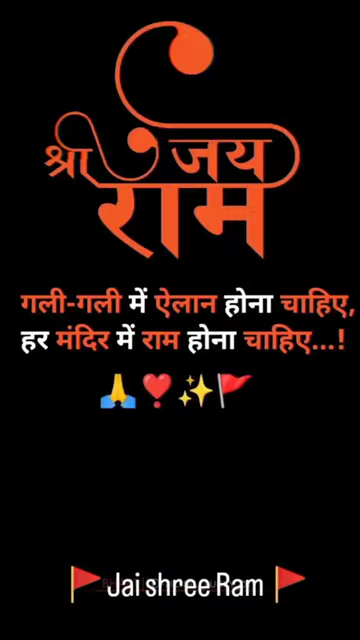 जय
श्री राम
गली-गली में ऐलान होना चाहिए,
हर मंदिर में राम होना चाहिए...!
🙏❣️✨🚩
🚩Jai shree Ram 🚩